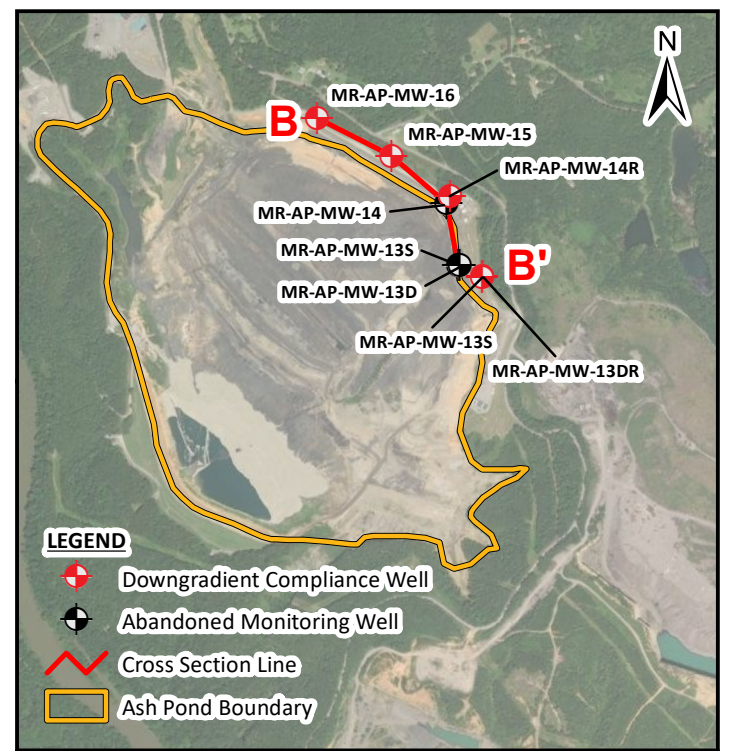 N
MR-AP-MW-16
B
MR-AP-MW-15
MR-AP-MW-14R
MR-AP-MW-14
MR-AP-MW-13S
B'
MR-AP-MW-13D
MR-AP-MW-13S
MR-AP-MW-13DR
LEGEND
Downgradient Compliance Well
Abandoned Monitoring Well
Cross Section Line
Ash Pond Boundary